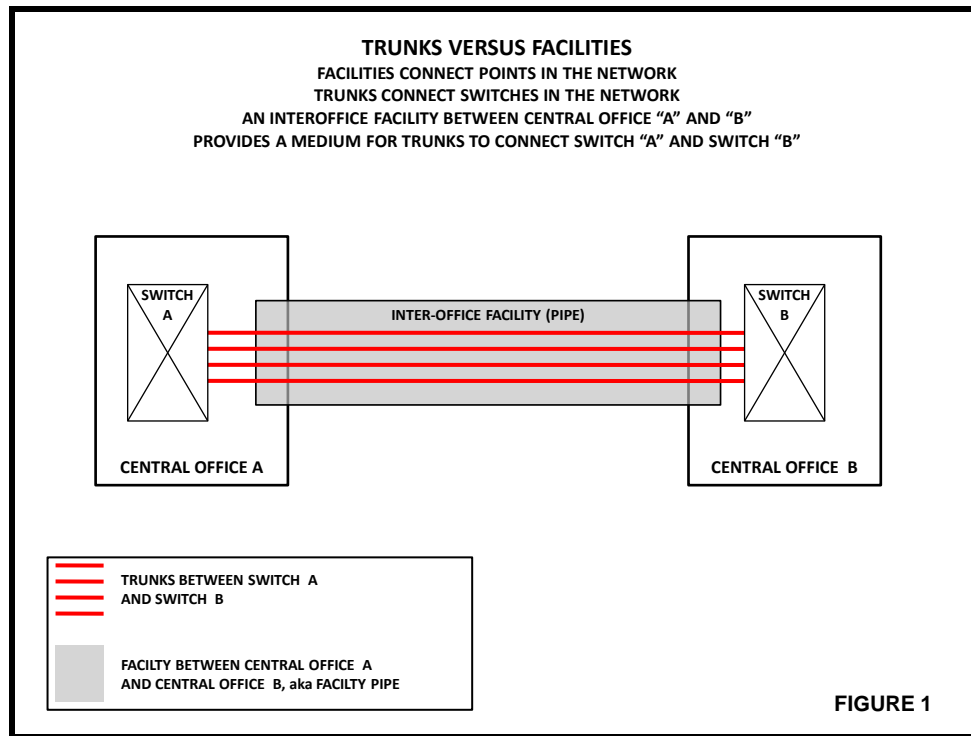 TRUNKS VERSUS FACILITIES
FACILITIES CONNECT POINTS IN THE NETWORK
TRUNKS CONNECT SWITCHES IN THE NETWORK
AN INTEROFFICE FACILITY BETWEEN CENTRAL OFFICE “A” AND “B”
PROVIDES A MEDIUM FOR TRUNKS TO CONNECT SWITCH “A” AND SWITCH “B”
SWITCH
A
INTER-OFFICE FACILITY (PIPE)
SWITCH
B
CENTRAL OFFICE A
CENTRAL OFFICE B
TRUNKS BETWEEN SWITCH A
AND SWITCH B
FACILTY BETWEEN CENTRAL OFFICE A
AND CENTRAL OFFICE B, aka FACILTY PIPE
FIGURE 1